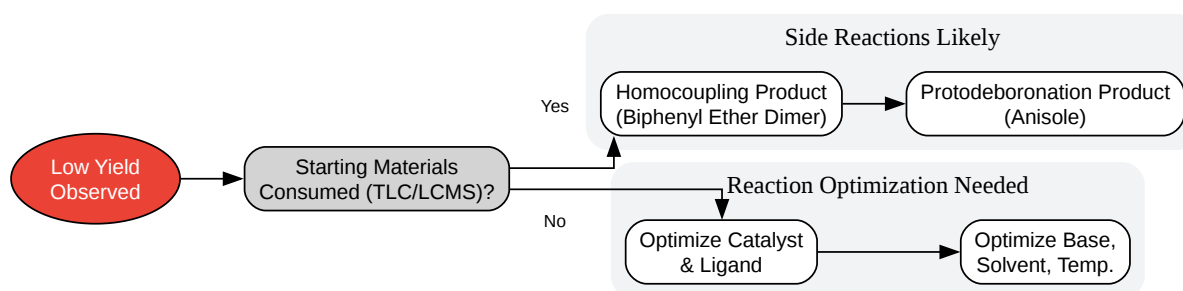 Side Reactions Likely
Homocoupling Product
(Biphenyl Ether Dimer)
Protodeboronation Product
(Anisole)
Yes
Low Yield
Observed
Starting Materials
Consumed (TLC/LCMS)?
Reaction Optimization Needed
No
Optimize Catalyst
& Ligand
Optimize Base,
Solvent, Temp.